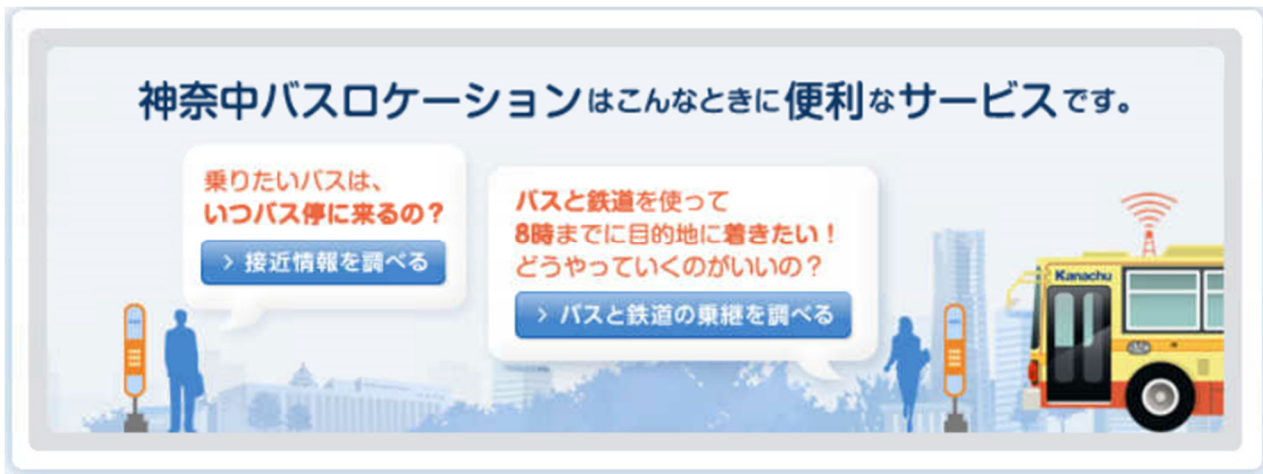 神奈中バスロケーションはこんなときに便利なサービスです。
乗りたいバスは、
いつバス停に来るの？
> 接近情報を調べる
バスと鉄道を使って
8時までに目的地に着きたい！
どうやっていくのがいいの？
> バスと鉄道の乗継を調べる
Kanachu